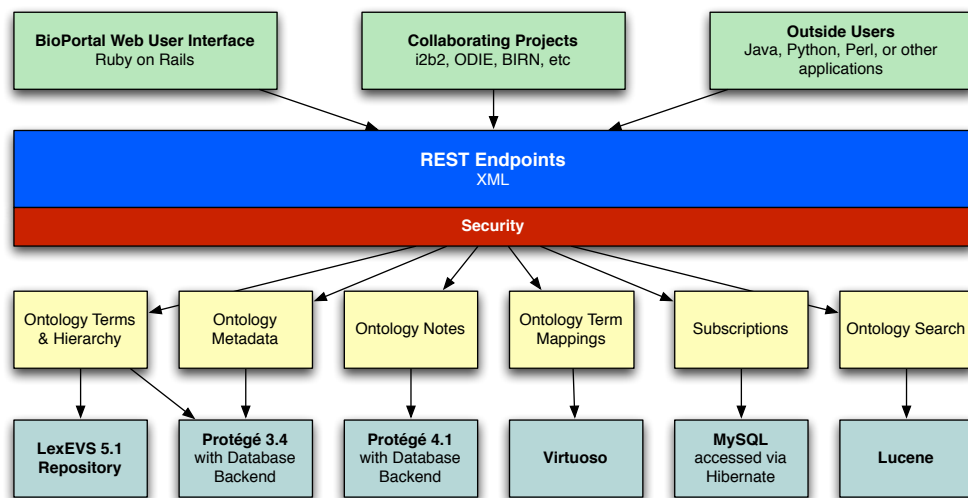 BioPortal Web User Interface
Ruby on Rails
Collaborating Projects
i2b2, ODIE, BIRN, etc
Outside Users
Java, Python, Perl, or other
applications
REST Endpoints
XML
Security
Ontology Terms
& Hierarchy
Ontology
Metadata
Ontology Notes
Ontology Term
Mappings
Subscriptions
Ontology Search
LexEVS 5.1
Repository
Protégé 3.4
with Database
Backend
Protégé 4.1
with Database
Backend
Virtuoso
MySQL
accessed via
Hibernate
Lucene